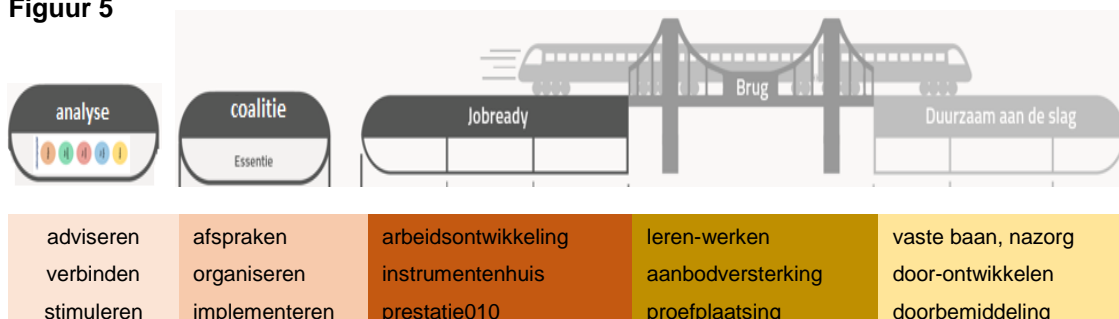 Figuur 5
analyse
coalitie
Essentie
Jobready
Brug
Duurzaam aan de slag
adviseren afspraken arbeidsontwikkeling leren-werken vaste baan, nazorg
verbinden organiseren instrumentenhuis aanbodversterking door-ontwikkelen
stimuleren implementeren prestatie010 proefplaatsing doorbemiddeling